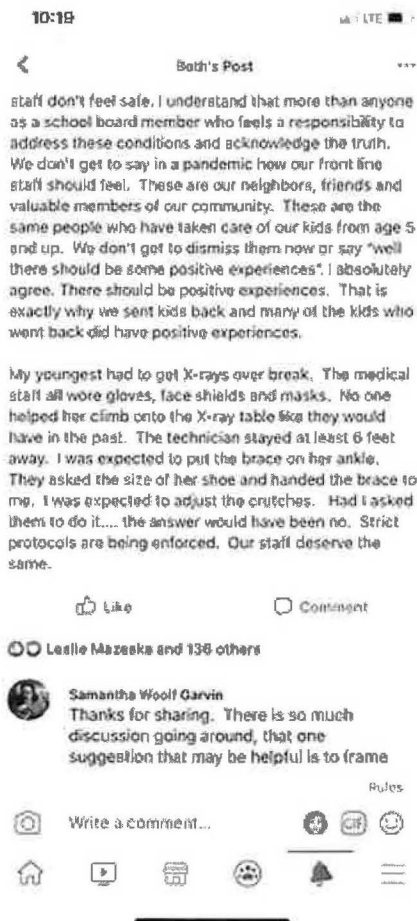 10:19
LTE
Beth's Post
staff don't feel safe. I understand that more than anyone
as a school board member who feels a responsibility to
address these conditions and acknowledge the truth.
We don't get to say in a pandemic how our front line
staff should feel. These are our neighbors, friends and
valuable members of our community. These are the
same people who have taken care of our kids from age 5
and up. We don't get to dismiss them now or say "well
there should be some positive experiences". I absolutely
agree. There should be positive experiences. That is
exactly why we sent kids back and many of the kids who
went back did have positive experiences.
My youngest had to get X-rays over break. The medical
staff all wore gloves, face shields and masks. No one
helped her climb onto the X-ray table like they would
have in the past. The technician stayed at least 6 feet
away. I was expected to put the brace on her ankle.
They asked the size of her shoe and handed the brace to
me. I was expected to adjust the crutches. Had I asked
them to do it.... the answer would have been no. Strict
protocols are being enforced. Our staff deserve the
same.
Like
Comment
Leslie Mazeska and 136 others
Samantha Woolf Garvin
Thanks for sharing. There is so much
discussion going around, that one
suggestion that may be helpful is to frame
Rules
Write a comment...
GIF